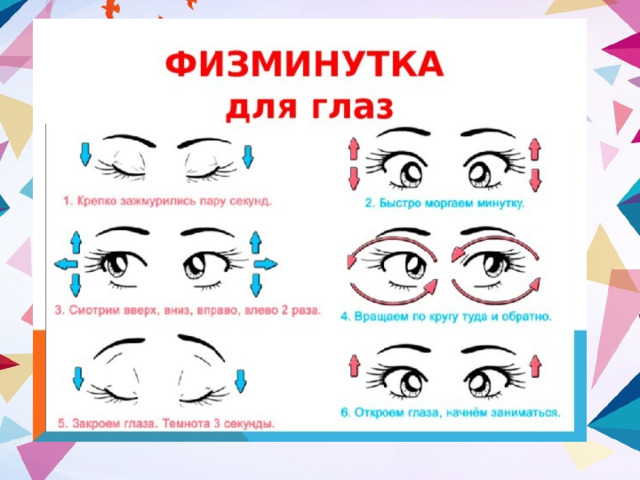 ФИЗМИНУТКА
для глаз
1. Крепко зажмурились пару секунд.
2. Быстро моргаем минутку.
3. Смотрим вверх, вниз, вправо, влево 2 раза.
4. Вращаем по кругу туда и обратно.
5. Закроем глаза. Темнота 3 секунды.
6. Откроем глаза, начнём заниматься.